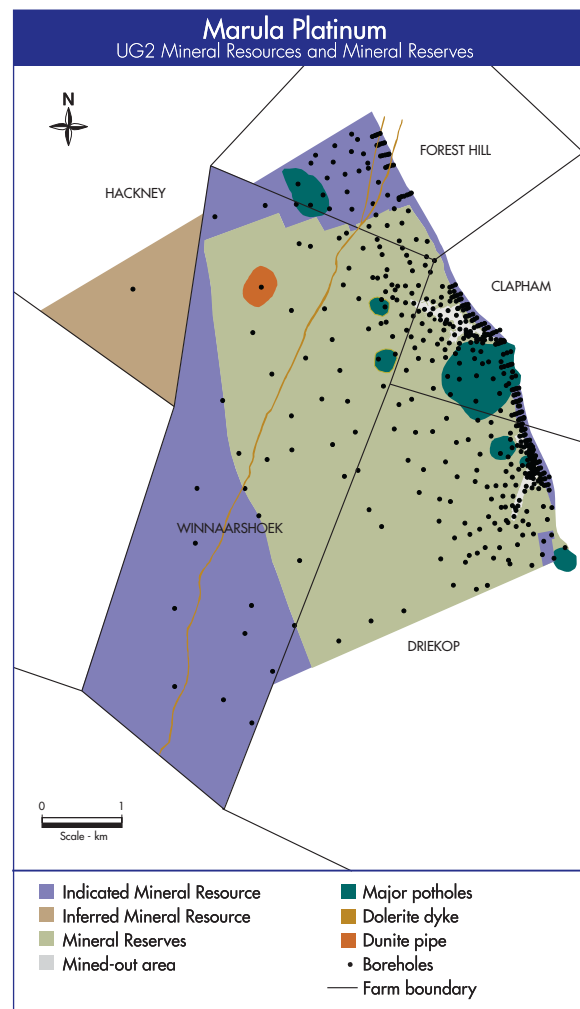 Marula Platinum
UG2 Mineral Resources and Mineral Reserves
N
FOREST HILL
HACKNEY
CLAPHAM
WINNAARSHOEK
DRIEKOP
0 1
Scale - km
Indicated Mineral Resource
Inferred Mineral Resource
Mineral Reserves
Mined-out area
Major potholes
Dolerite dyke
Dunite pipe
Boreholes
Farm boundary